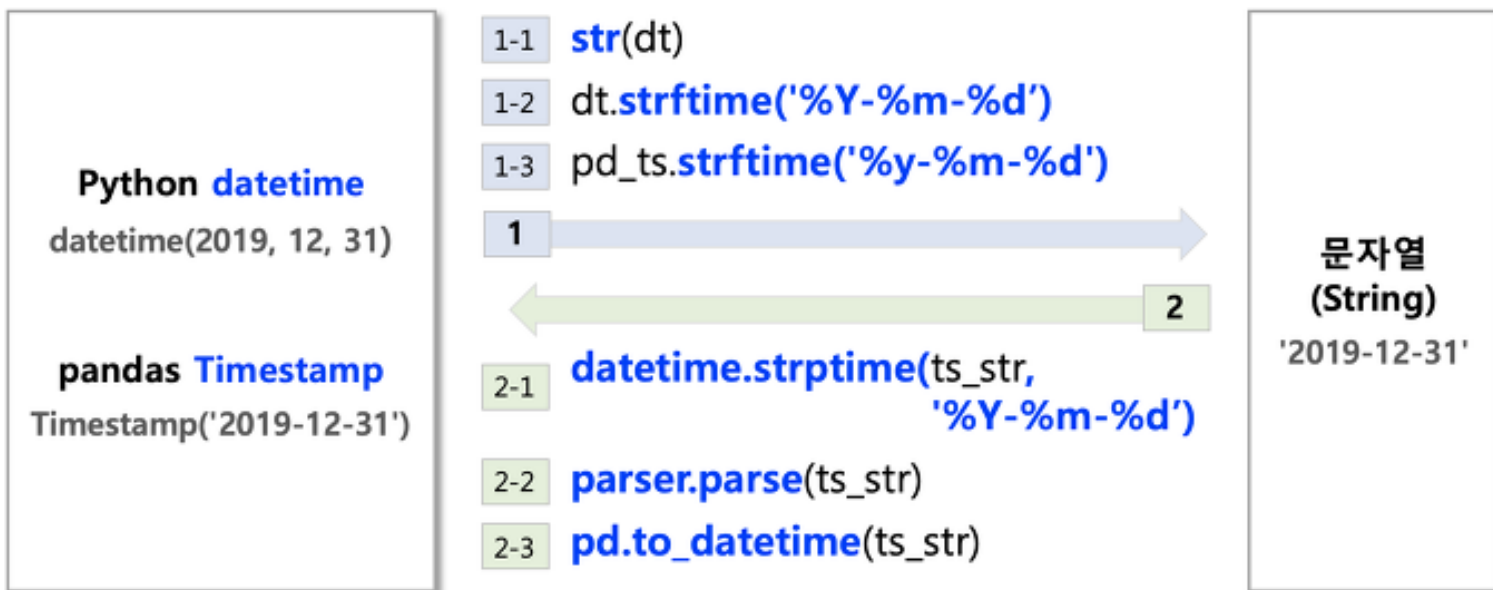 Python datetime
datetime(2019, 12, 31)
pandas Timestamp
Timestamp('2019-12-31')
1-1 str(dt)
1-2 dt.strftime('%Y-%m-%d’)
1-3 pd_ts.strftime('%y-%m-%d')
1
2
2-1 datetime.strptime(ts_str,
'%Y-%m-%d’)
2-2 parser.parse(ts_str)
2-3 pd.to_datetime(ts_str)
문자열
(String)
'2019-12-31'